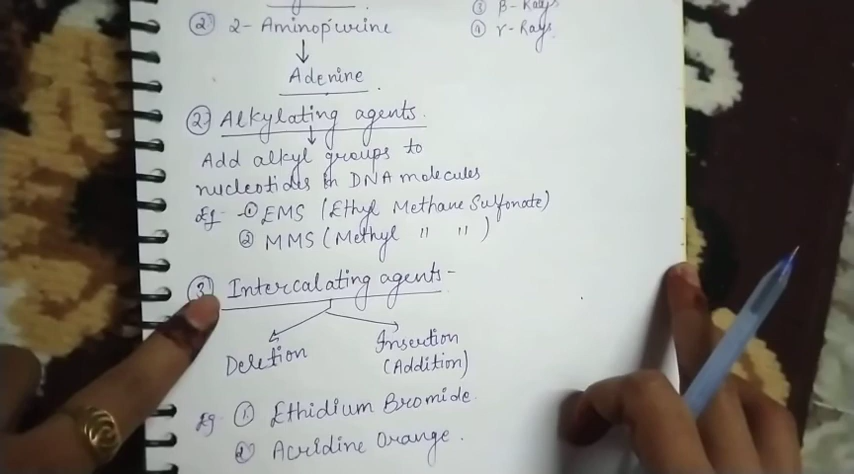 ③ β-Rays
② 2-Aminopurine
④ γ-Rays
↓
Adenine
② Alkylating agents.
↓
Add alkyl groups to
nucleotides in DNA molecules
Eg - ① EMS (Ethyl Methane Sulfonate)
② MMS (Methyl " " )
③ Intercalating agents -
Deletion Insertion
(Addition)
Eg ① Ethidium Bromide.
② Acridine Orange.